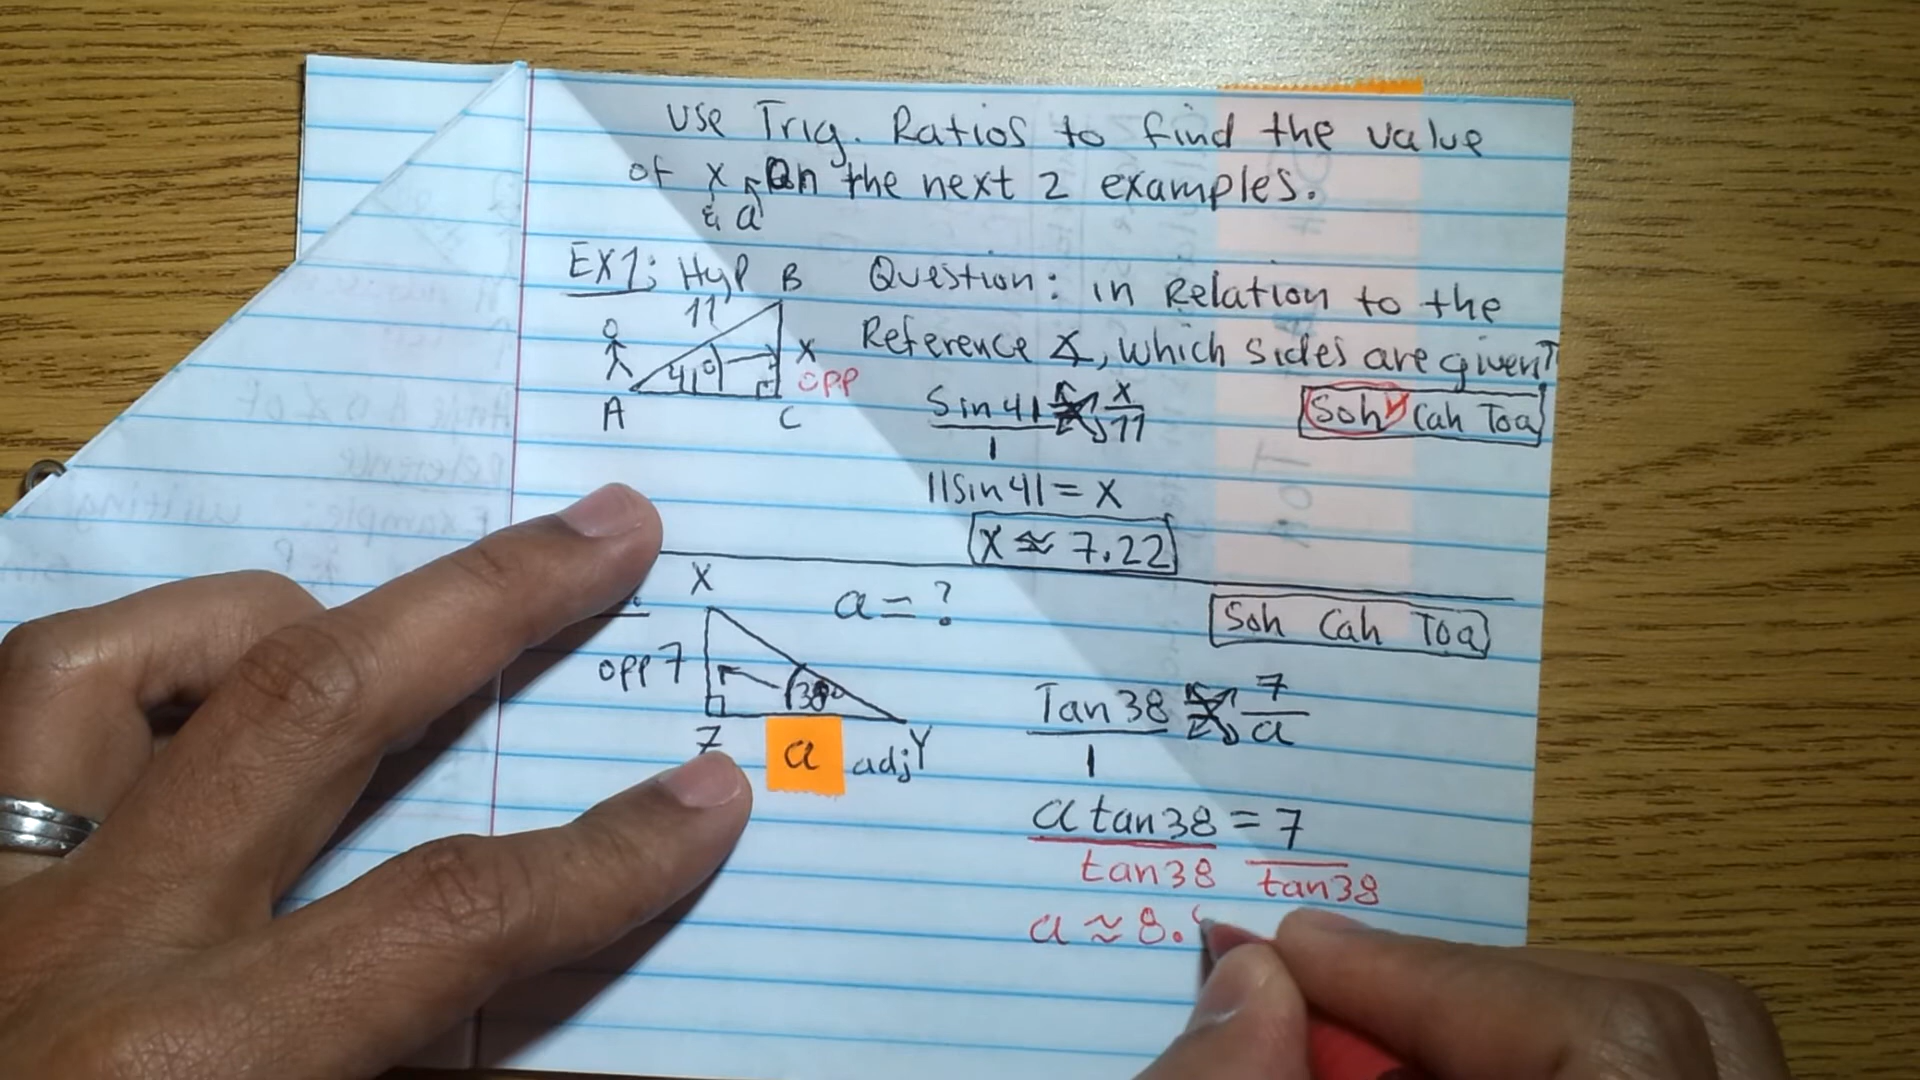 Use Trig. Ratios to find the value
of x on the next 2 examples.
& a
EX1: Hyp B Question: in Relation to the
11
Reference ∡, which sides are given?
41° x
opp
A C
Sin 41 x
1 11
Soh Cah Toa
11sin41 = x
x ≈ 7.22
X a = ?
Soh Cah Toa
opp 7 38°
Z a adj Y
Tan 38 7
1 a
a tan38 = 7
tan38 tan38
a ≈ 8.